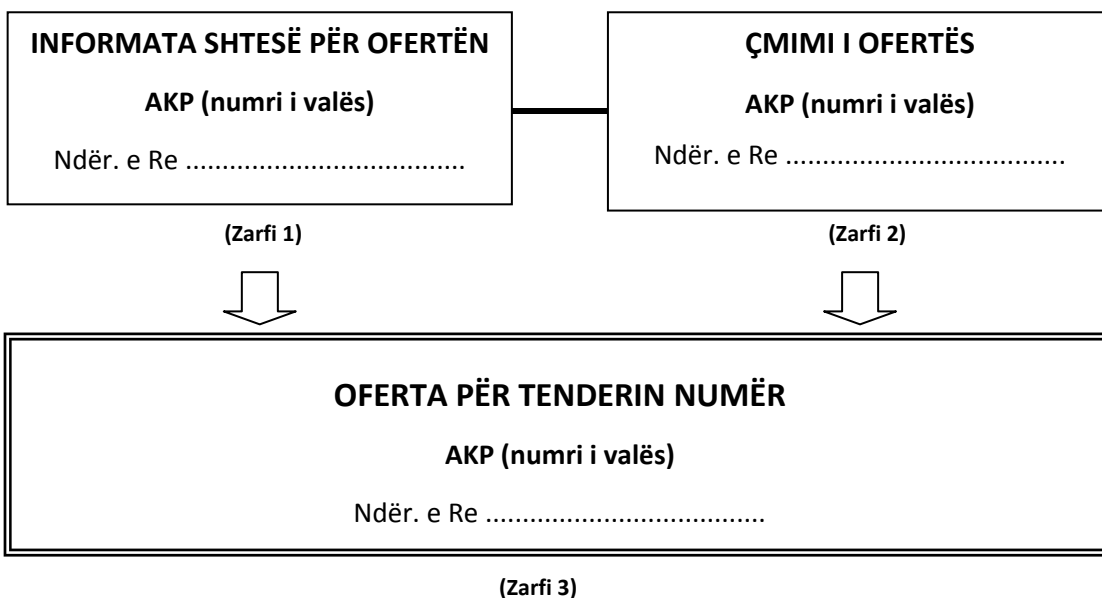 INFORMATA SHTESË PËR OFERTËN
AKP (numri i valës)
Ndër. e Re ......................................
(Zarfi 1)
ÇMIMI I OFERTËS
AKP (numri i valës)
Ndër. e Re ......................................
(Zarfi 2)
OFERTA PËR TENDERIN NUMËR
AKP (numri i valës)
Ndër. e Re ......................................
(Zarfi 3)